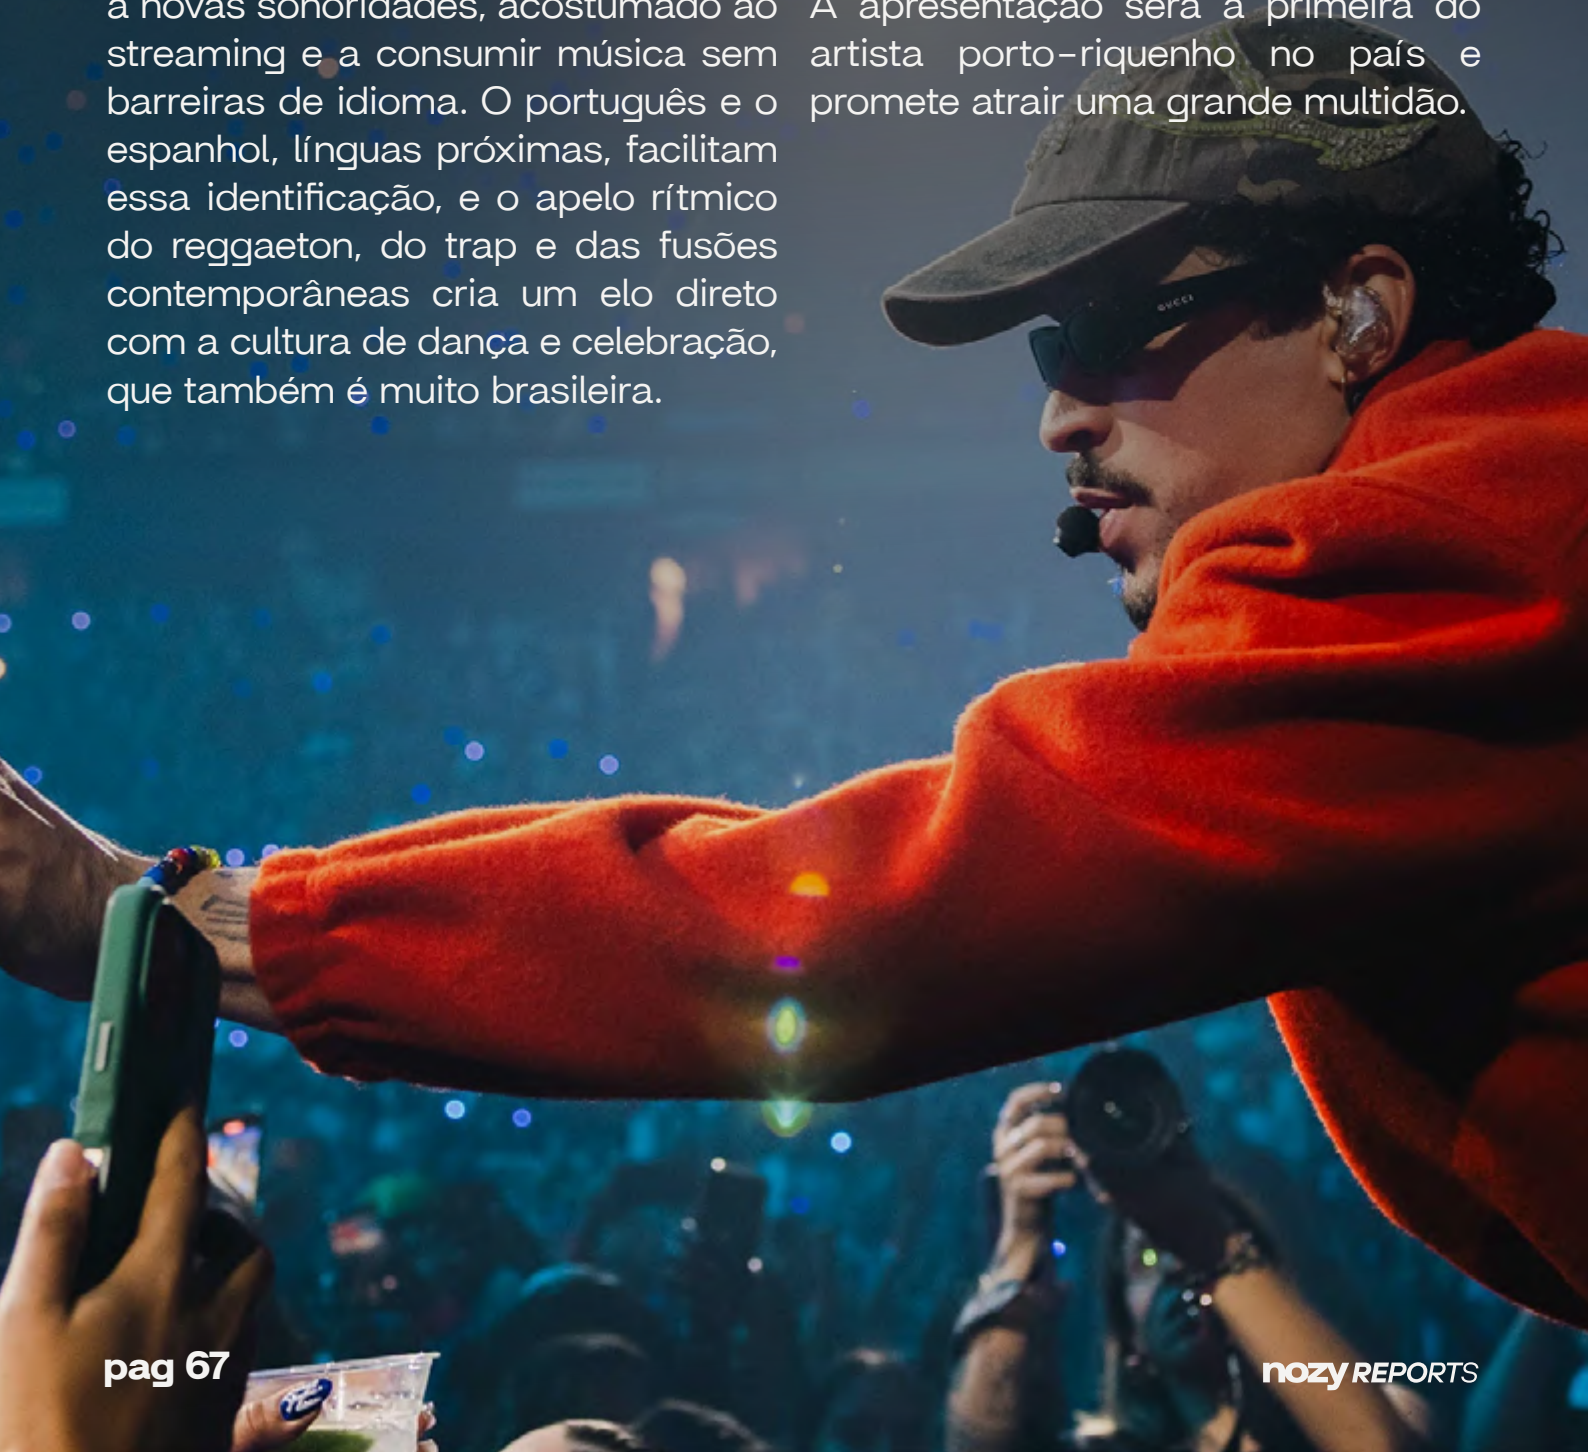 a novas sonoridades, acostumado ao
streaming e a consumir música sem
barreiras de idioma. O português e o
espanhol, línguas próximas, facilitam
essa identificação, e o apelo rítmico
do reggaeton, do trap e das fusões
contemporâneas cria um elo direto
com a cultura de dança e celebração,
que também é muito brasileira.
A apresentação será a primeira do
artista porto-riquenho no país e
promete atrair uma grande multidão.
GUCCI
pag 67
nozy REPORTS